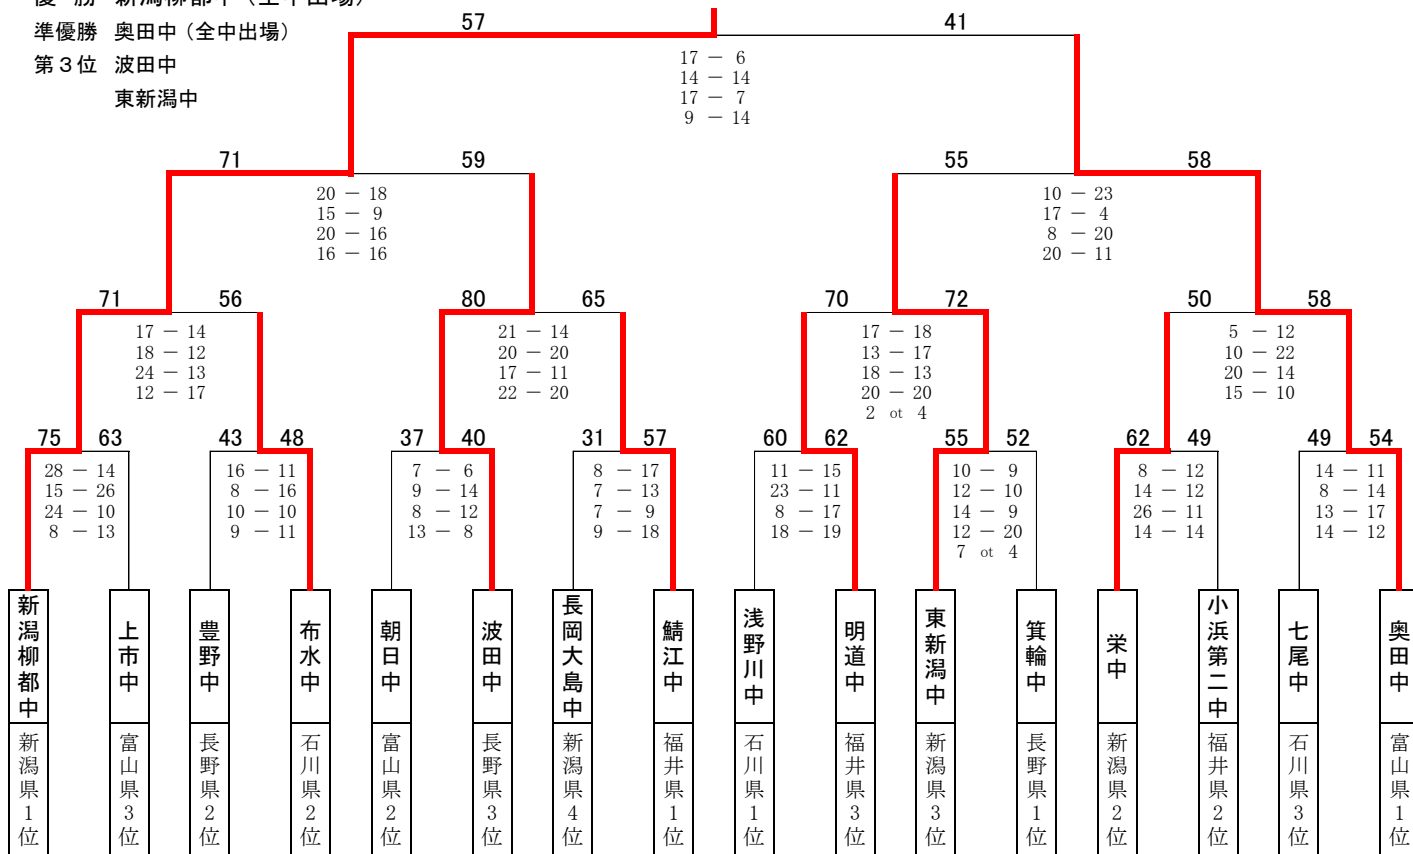 優　勝　新潟柳都中（全中出場）
準優勝　奥田中（全中出場）
第３位　波田中
東新潟中
57 41
17 － 6
14 － 14
17 － 7
9 － 14
71 59 55 58
20 － 18
15 － 9
20 － 16
16 － 16
10 － 23
17 － 4
8 － 20
20 － 11
71 56 80 65 70 72 50 58
17 － 14
18 － 12
24 － 13
12 － 17
21 － 14
20 － 20
17 － 11
22 － 20
17 － 18
13 － 17
18 － 13
20 － 20
2 ot 4
5 － 12
10 － 22
20 － 14
15 － 10
75 63 43 48 37 40 31 57 60 62 55 52 62 49 49 54
28 － 14
15 － 26
24 － 10
8 － 13
16 － 11
8 － 16
10 － 10
9 － 11
7 － 6
9 － 14
8 － 12
13 － 8
8 － 17
7 － 13
7 － 9
9 － 18
11 － 15
23 － 11
8 － 17
18 － 19
10 － 9
12 － 10
14 － 9
12 － 20
7 ot 4
8 － 12
14 － 12
26 － 11
14 － 14
14 － 11
8 － 14
13 － 17
14 － 12
新潟柳都中
上市中
豊野中
布水中
朝日中
波田中
長岡大島中
鯖江中
浅野川中
明道中
東新潟中
箕輪中
栄中
小浜第二中
七尾中
奥田中
新潟県1位
富山県3位
長野県2位
石川県2位
富山県2位
長野県3位
新潟県4位
福井県1位
石川県1位
福井県3位
新潟県3位
長野県1位
新潟県2位
福井県2位
石川県3位
富山県1位